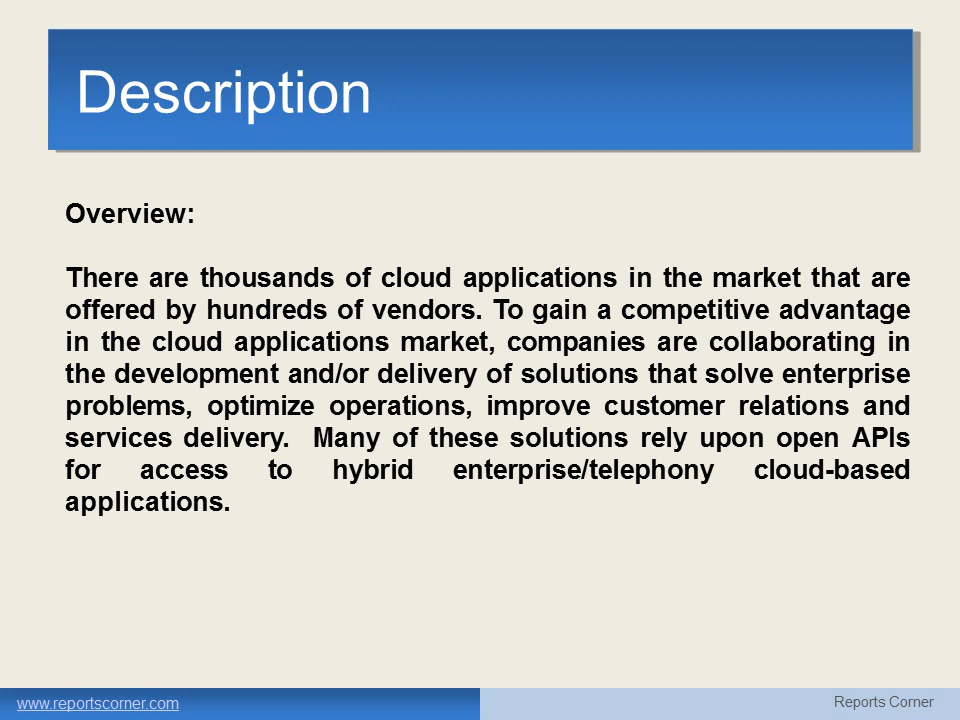 Description
Overview:
There are thousands of cloud applications in the market that are
offered by hundreds of vendors. To gain a competitive advantage
in the cloud applications market, companies are collaborating in
the development and/or delivery of solutions that solve enterprise
problems, optimize operations, improve customer relations and
services delivery.  Many of these solutions rely upon open APIs
for access to hybrid enterprise/telephony cloud-based
applications.
www.reportscorner.com
Reports Corner